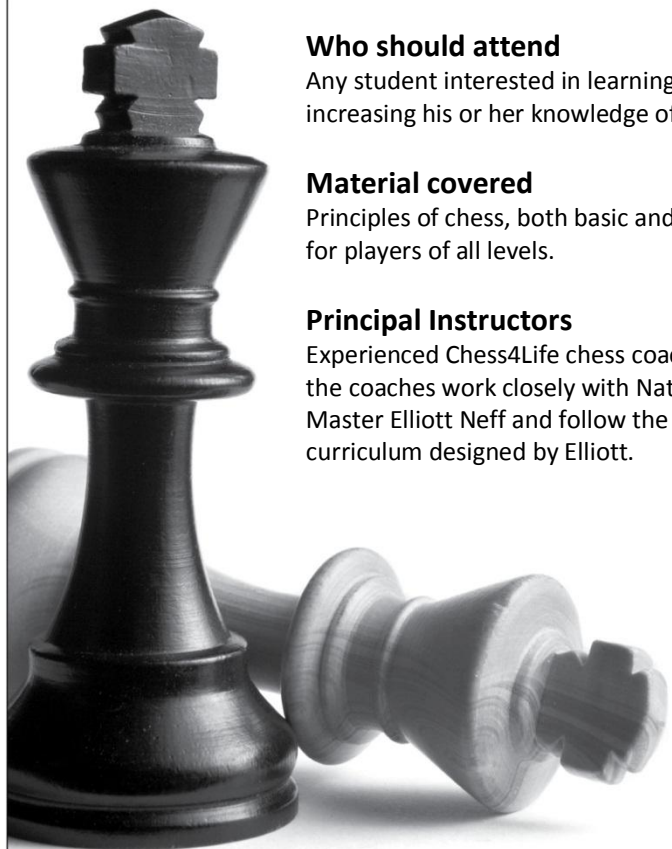 Who should attend
Any student interested in learning
increasing his or her knowledge of
Material covered
Principles of chess, both basic and
for players of all levels.
Principal Instructors
Experienced Chess4Life chess coac
the coaches work closely with Nat
Master Elliott Neff and follow the
curriculum designed by Elliott.